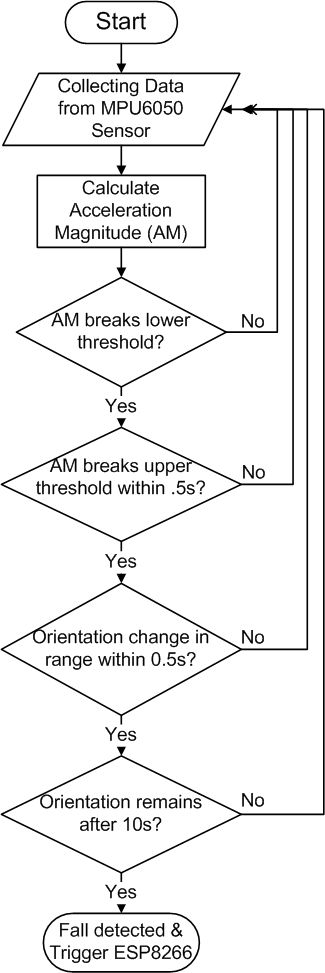 Start
Collecting Data
from MPU6050
Sensor
Calculate
Acceleration
Magnitude (AM)
AM breaks lower
threshold?
No
Yes
AM breaks upper
threshold within .5s?
No
Yes
Orientation change in
range within 0.5s?
No
Yes
Orientation remains
after 10s?
No
Yes
Fall detected &
Trigger ESP8266